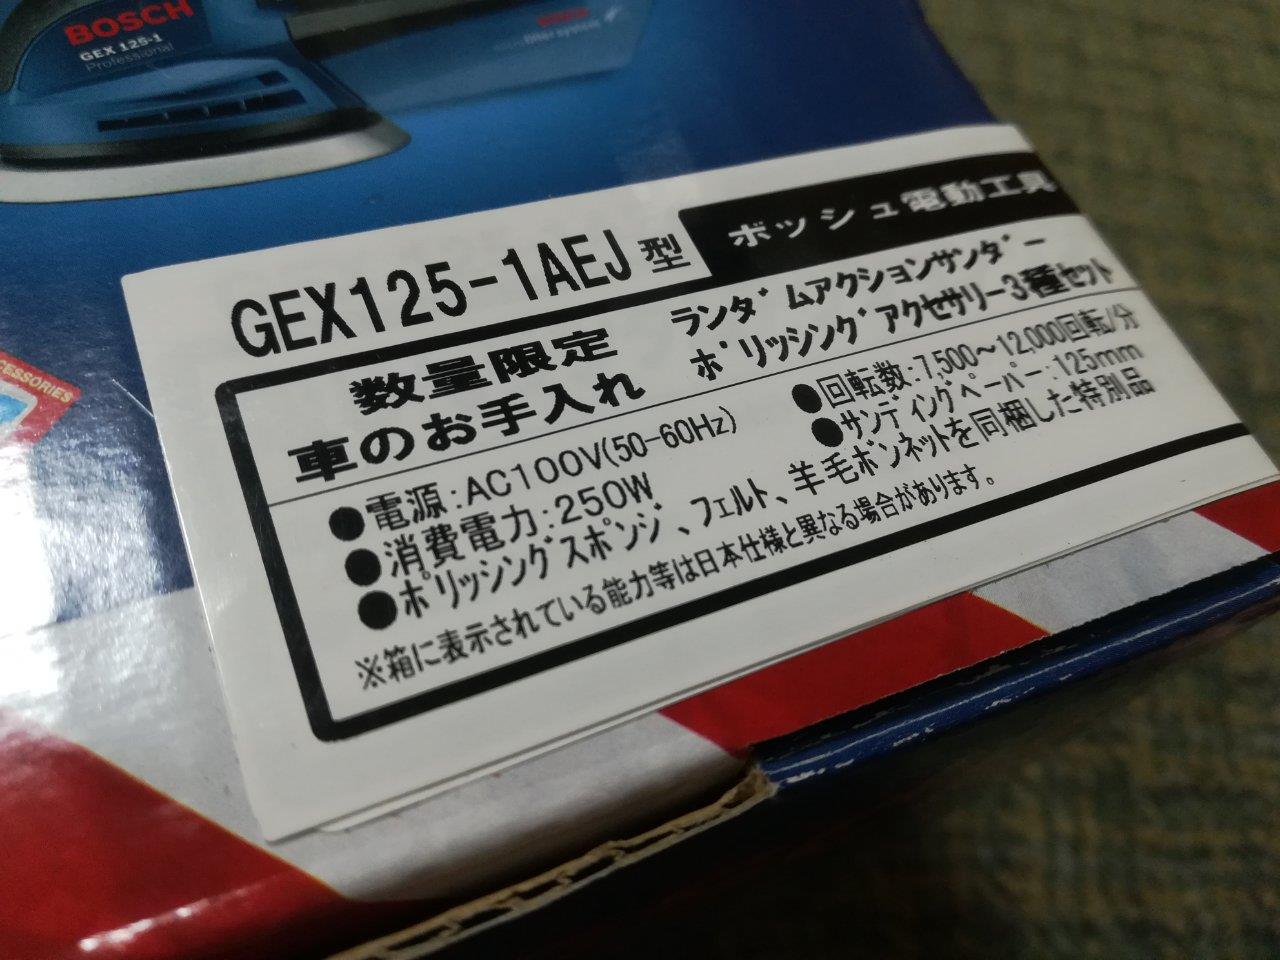 BOSCH
GEX 125-1
Professional
BOSCH
filter system
ACCESSORIES
GEX125-1AEJ型
ボッシュ電動工具
数量限定 ランダムアクションサンダー
車のお手入れ ポリッシングアクセサリー3種セット
●電源:AC100V(50-60Hz) ●回転数:7,500~12,000回転/分
●消費電力:250W ●サンディングペーパー:125mm
●ポリッシングスポンジ、フェルト、羊毛ボンネットを同梱した特別品
※箱に表示されている能力等は日本仕様と異なる場合があります。